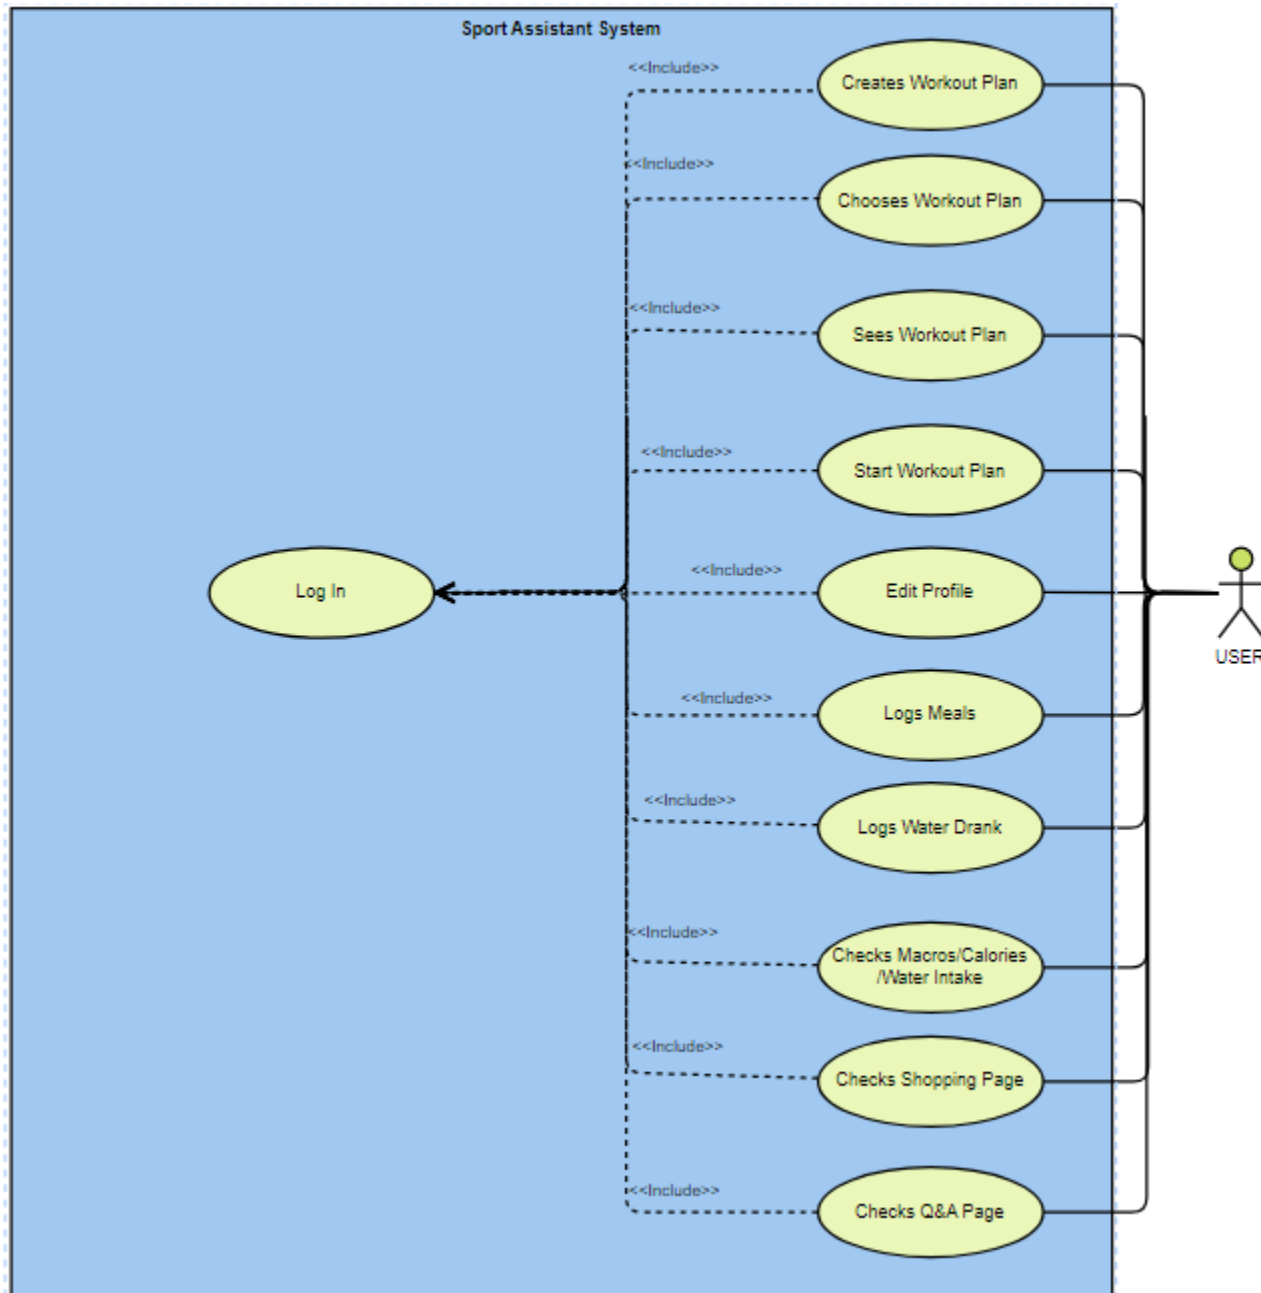 Sport Assistant System
<<Include>>
Creates Workout Plan
<<Include>>
Chooses Workout Plan
<<Include>>
Sees Workout Plan
<<Include>>
Start Workout Plan
<<Include>>
Log In
Edit Profile
USER
<<Include>>
Logs Meals
<<Include>>
Logs Water Drank
<<Include>>
Checks Macros/Calories
/Water Intake
<<Include>>
Checks Shopping Page
<<Include>>
Checks Q&A Page